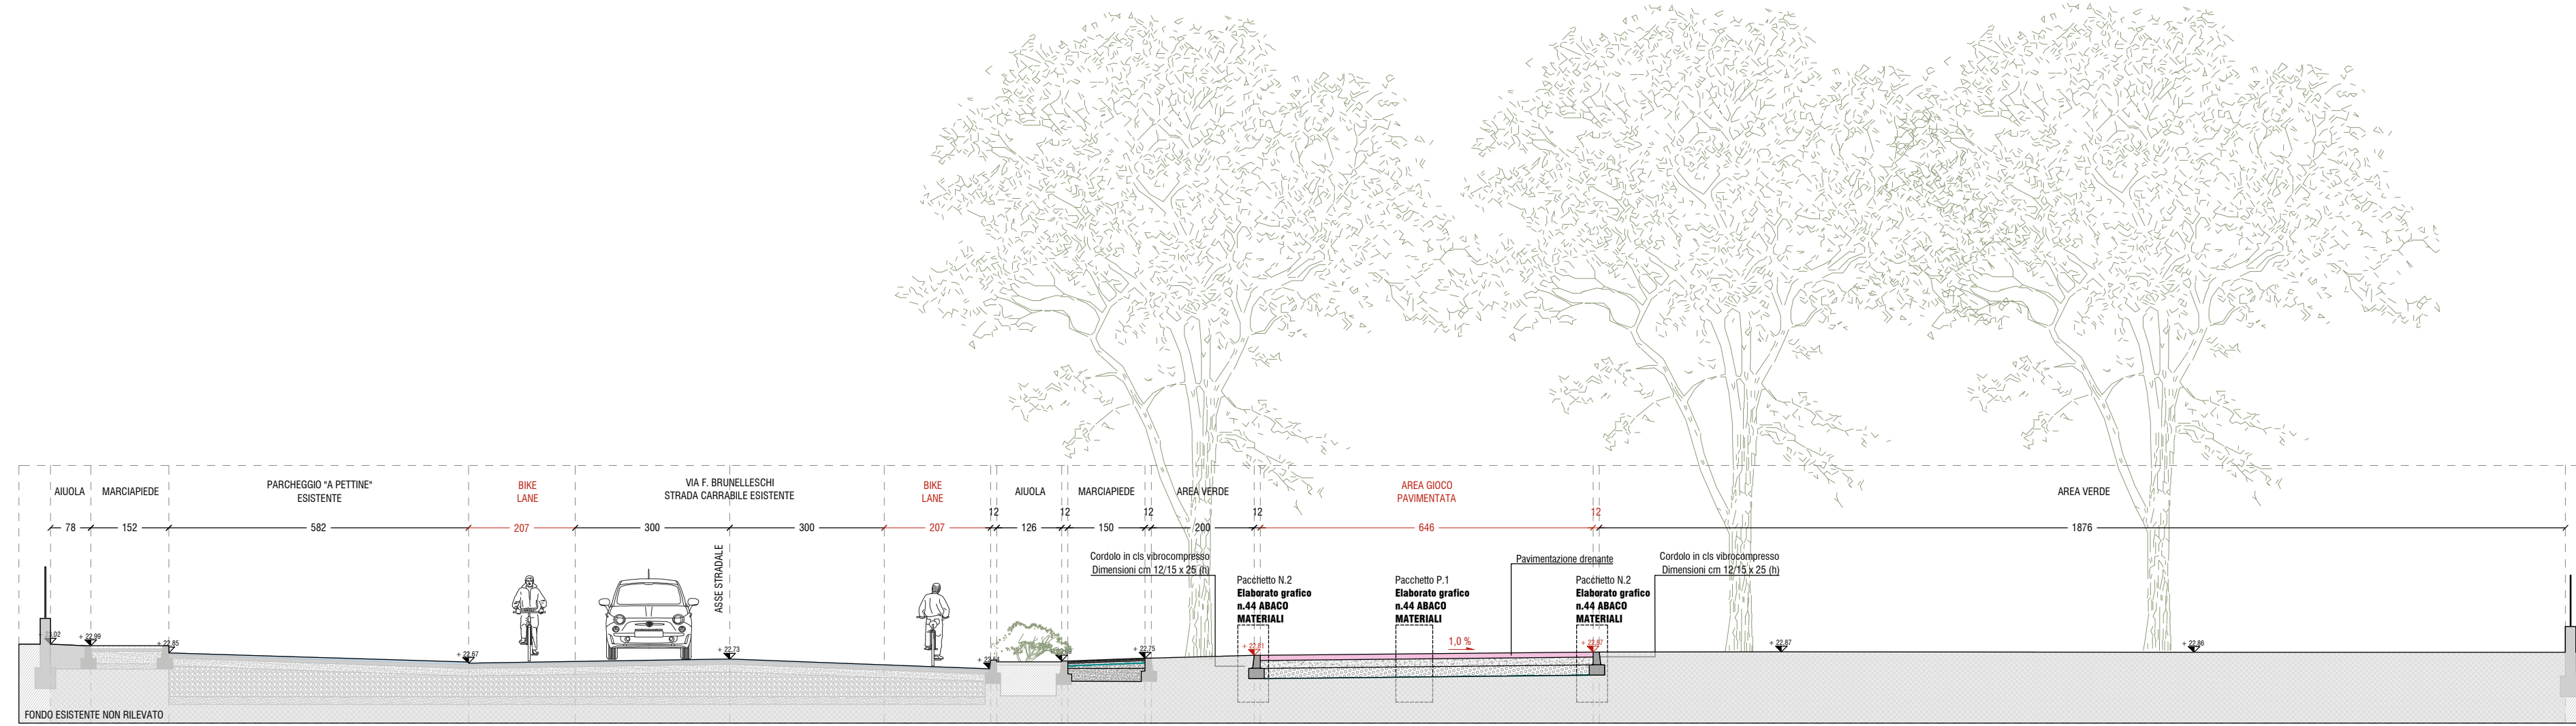 AIUOLA
MARCIAPIEDE
PARCHEGGIO "A PETTINE"
ESISTENTE
BIKE
LANE
VIA F. BRUNELLESCHI
STRADA CARRABILE ESISTENTE
BIKE
LANE
AIUOLA
MARCIAPIEDE
AREA VERDE
AREA GIOCO
PAVIMENTATA
AREA VERDE
78
152
582
207
300
300
207
12
126
12
150
12
200
12
646
12
1876
ASSE STRADALE
Cordolo in cls vibrocompresso
Dimensioni cm 12/15 x 25 (h)
Pacchetto N.2
Elaborato grafico
n.44 ABACO
MATERIALI
Pacchetto P.1
Elaborato grafico
n.44 ABACO
MATERIALI
Pavimentazione drenante
Pacchetto N.2
Elaborato grafico
n.44 ABACO
MATERIALI
Cordolo in cls vibrocompresso
Dimensioni cm 12/15 x 25 (h)
+ 22.99
+ 22.85
+ 22.67
+ 22.73
+ 22.75
+ 22.81
1,0 %
+ 22.87
+ 22.87
+ 22.86
FONDO ESISTENTE NON RILEVATO